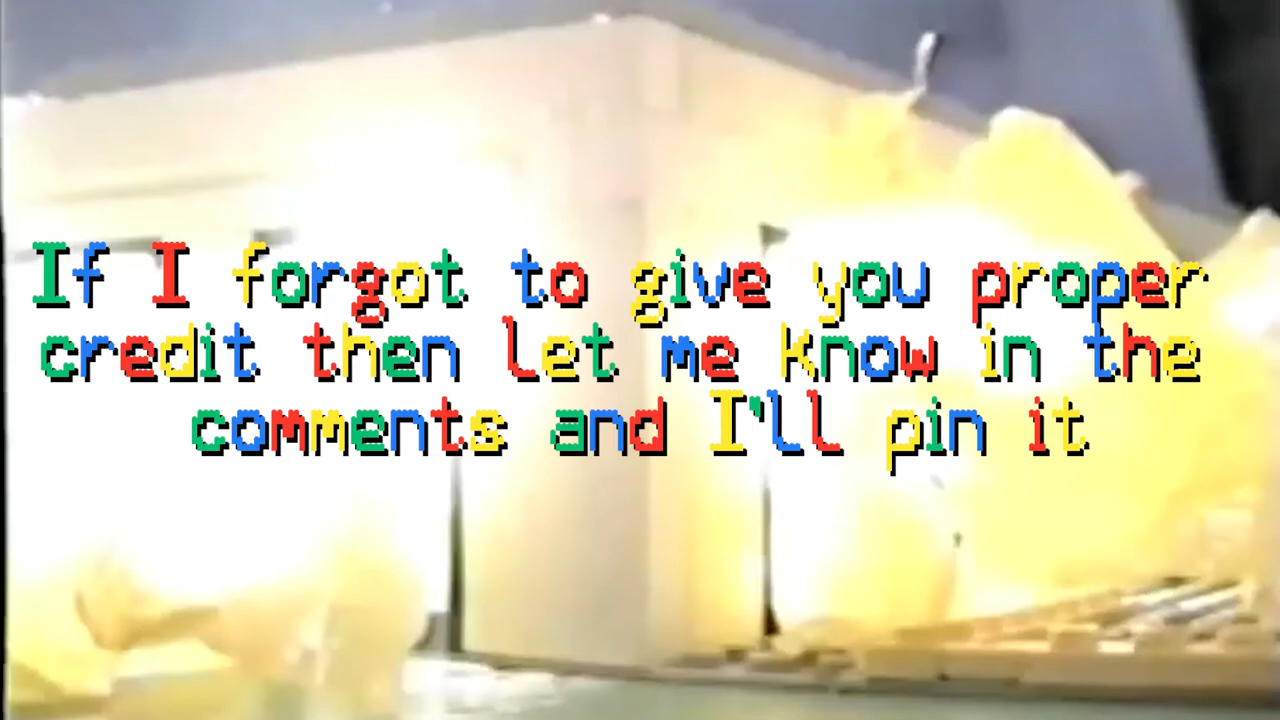 If I forgot to give you proper
credit then let me know in the
comments and I'll pin it